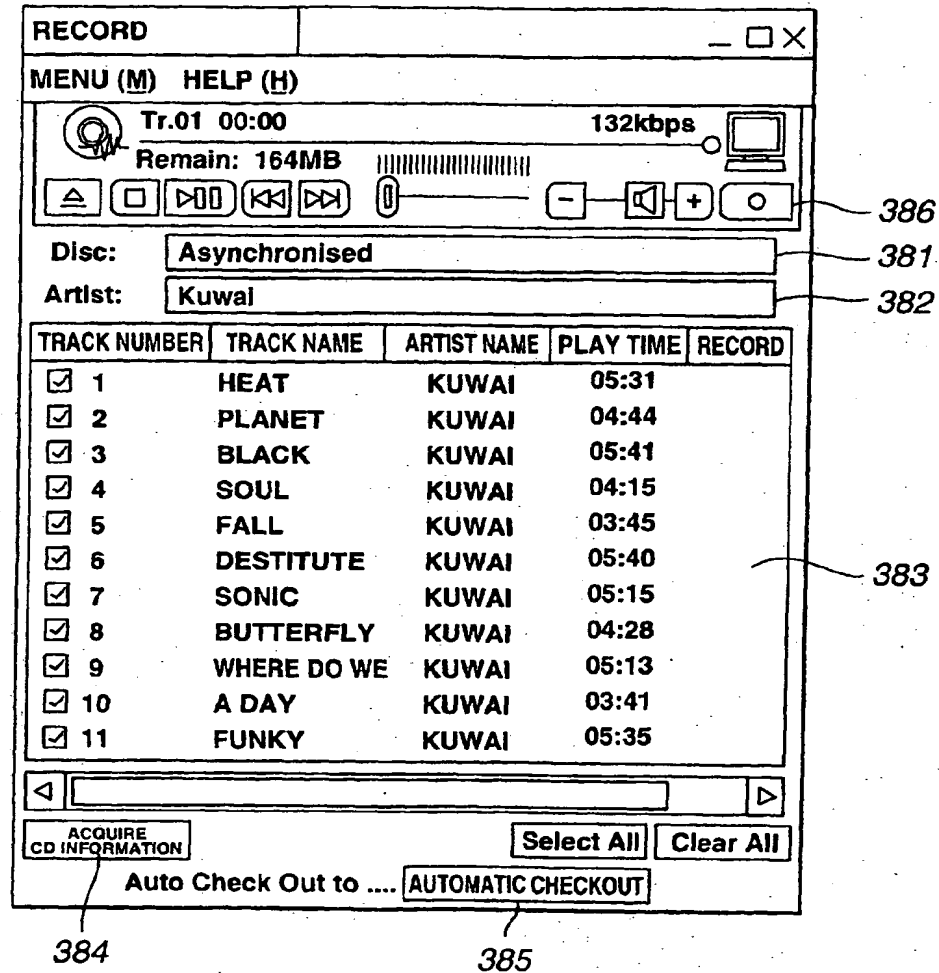 RECORD
MENU (M) HELP (H)
Tr.01 00:00 132kbps
Remain: 164MB
386
Disc: Asynchronised 381
Artist: Kuwai 382
TRACK NUMBER TRACK NAME ARTIST NAME PLAY TIME RECORD
1 HEAT KUWAI 05:31
2 PLANET KUWAI 04:44
3 BLACK KUWAI 05:41
4 SOUL KUWAI 04:15
5 FALL KUWAI 03:45
6 DESTITUTE KUWAI 05:40
383
7 SONIC KUWAI 05:15
8 BUTTERFLY KUWAI 04:28
9 WHERE DO WE KUWAI 05:13
10 A DAY KUWAI 03:41
11 FUNKY KUWAI 05:35
ACQUIRE
CD INFORMATION Select All Clear All
Auto Check Out to .... AUTOMATIC CHECKOUT
384 385